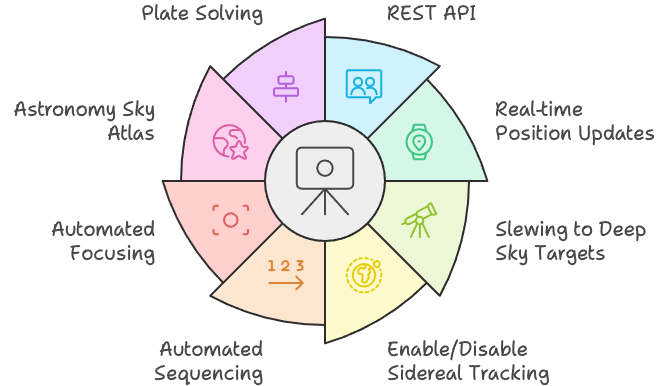 Plate Solving
REST API
Astronomy Sky
Atlas
Real-time
Position Updates
Automated
Focusing
Slewing to Deep
Sky Targets
1 2 3
Automated
Sequencing
Enable/Disable
Sidereal Tracking